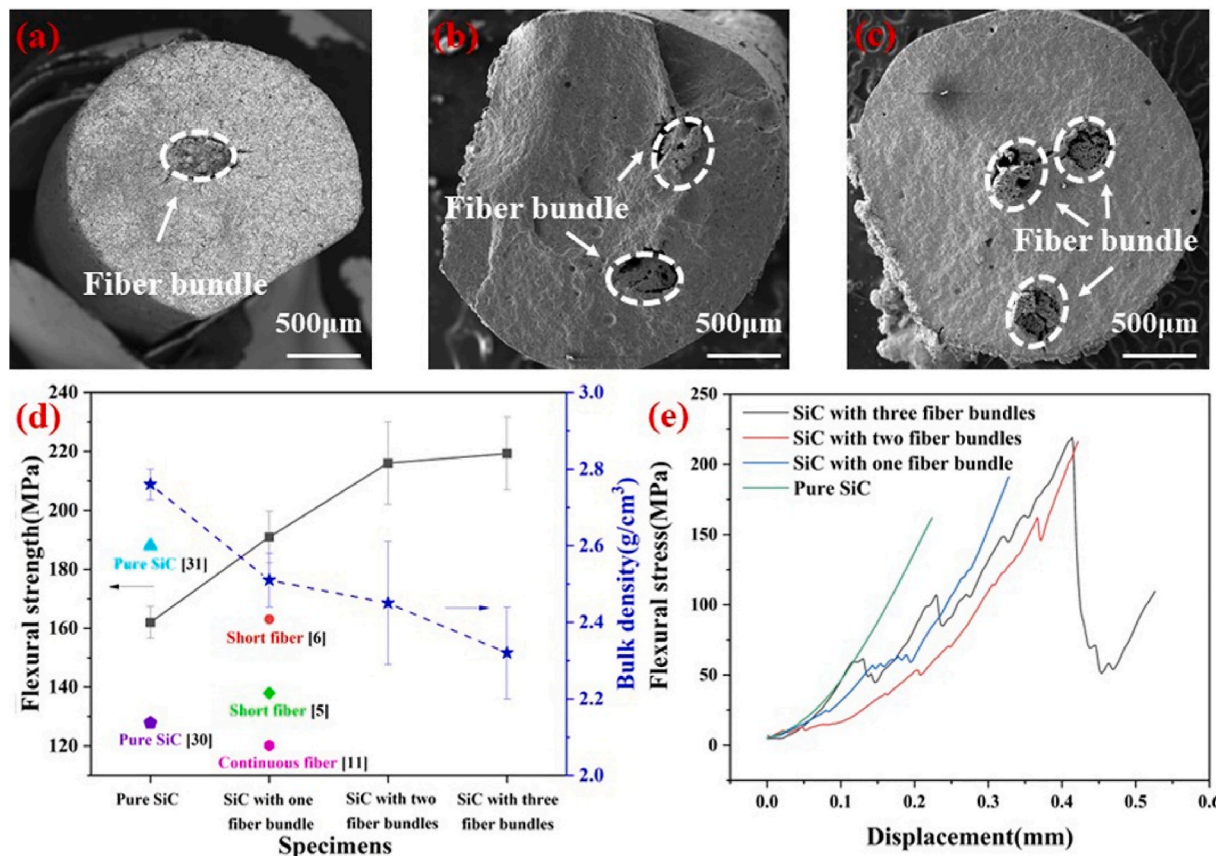 (a)
Fiber bundle
500μm
(b)
Fiber bundle
500μm
(c)
Fiber bundle
500μm
(d)
240
220
200
180
160
140
120
Flexural strength(MPa)
3.0
2.8
2.6
2.4
2.2
2.0
Bulk density(g/cm³)
Pure SiC [31]
Short fiber [6]
Short fiber [5]
Pure SiC [30]
Continuous fiber [11]
Pure SiC
SiC with one
fiber bundle
SiC with two
fiber bundles
SiC with three
fiber bundles
Specimens
(e)
250
200
150
100
50
0
Flexural stress(MPa)
SiC with three fiber bundles
SiC with two fiber bundles
SiC with one fiber bundle
Pure SiC
0.0
0.1
0.2
0.3
0.4
0.5
0.6
Displacement(mm)